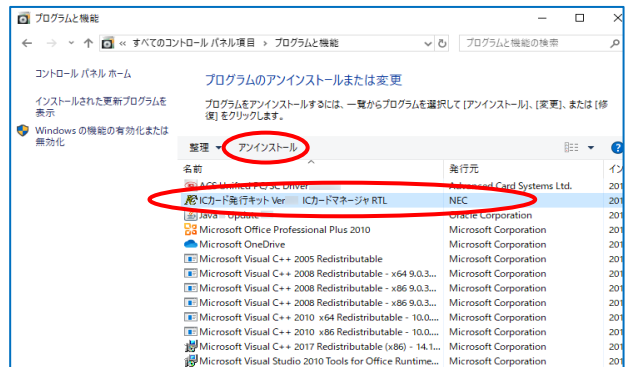 プログラムと機能
« すべてのコントロール パネル項目 > プログラムと機能
プログラムと機能の検索
コントロール パネル ホーム
インストールされた更新プログラムを
表示
Windows の機能の有効化または
無効化
プログラムのアンインストールまたは変更
プログラムをアンインストールするには、一覧からプログラムを選択して [アンインストール]、[変更]、または [修
復] をクリックします。
整理 ▼ アンインストール
名前 発行元 イン
ACS Unified PC/SC Driver Advanced Card Systems Ltd. 201
ICカード発行キット Ver ICカードマネージャ RTL NEC 201
Java Update Oracle Corporation 201
Microsoft Office Professional Plus 2010 Microsoft Corporation 201
Microsoft OneDrive Microsoft Corporation 201
Microsoft Visual C++ 2005 Redistributable Microsoft Corporation 201
Microsoft Visual C++ 2008 Redistributable - x64 9.0.3... Microsoft Corporation 201
Microsoft Visual C++ 2008 Redistributable - x86 9.0.3... Microsoft Corporation 201
Microsoft Visual C++ 2008 Redistributable - x86 9.0.3... Microsoft Corporation 201
Microsoft Visual C++ 2010 x64 Redistributable - 10.0.... Microsoft Corporation 201
Microsoft Visual C++ 2010 x86 Redistributable - 10.0.... Microsoft Corporation 201
Microsoft Visual C++ 2017 Redistributable (x86) - 14.1... Microsoft Corporation 201
Microsoft Visual Studio 2010 Tools for Office Runtime... Microsoft Corporation 201